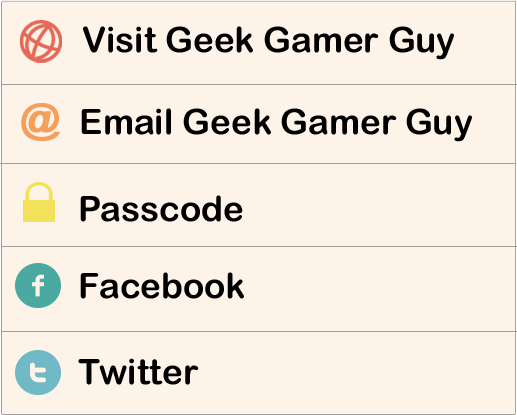 Visit Geek Gamer Guy
@ Email Geek Gamer Guy
Passcode
f Facebook
t Twitter